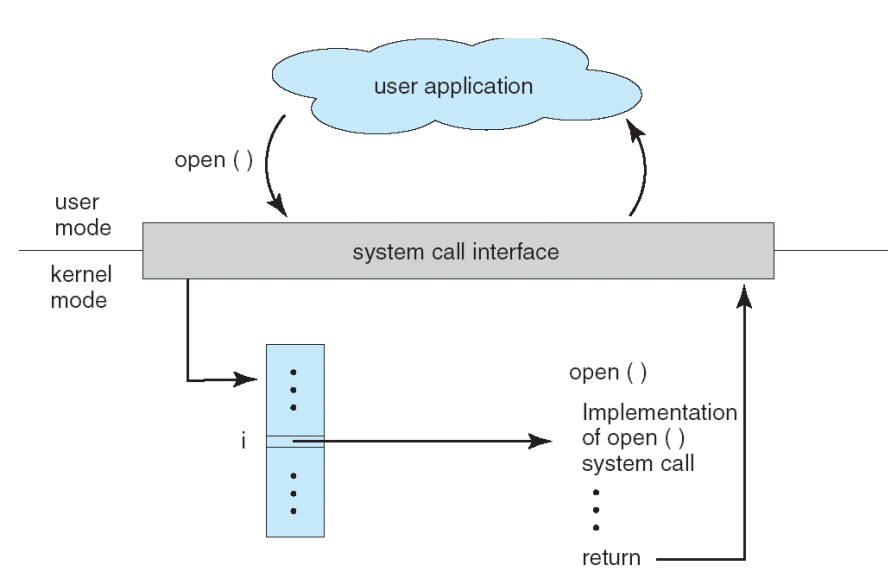 user application
open ( )
user
mode
system call interface
kernel
mode
open ( )
Implementation
i
of open ( )
system call
return